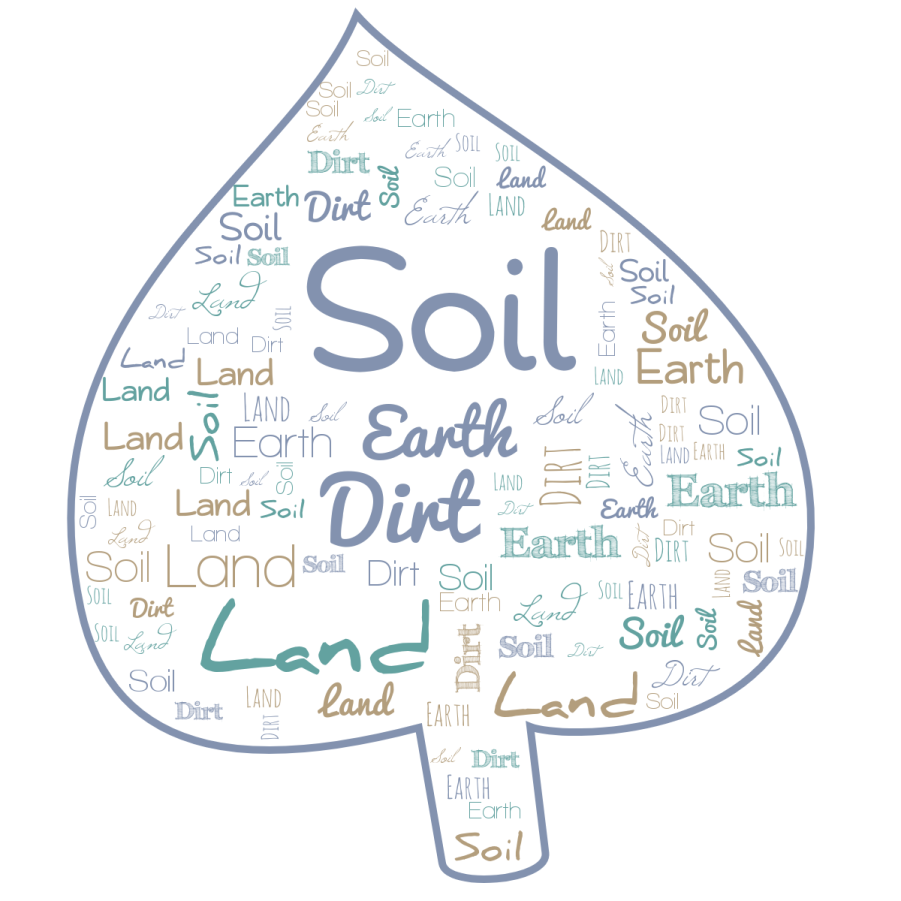 Soil
Soil Dirt
Soil Soil Earth
Earth Earth Soil Soil
Dirt Soil Soil Land
Earth Dirt Earth Land
Soil Land
Soil Soil Dirt
Soil
Land Soil Soil
Dirt Soil Soil
Land Dirt Earth Soil
Land Land Land Earth
Land Soil
Land Soil Soil Earth Dirt Soil
Land Earth Earth Dirt
Dirt Dirt Land Earth Soil
Soil Dirt Soil Soil
Dirt
Land Earth
Soil Land Land Soil Dirt Earth
Land Land Earth Dirt Dirt
Dirt Soil Soil
Soil Land Soil Dirt Soil Land Soil
Soil Dirt Earth Land Soil Earth
Land
Soil Land Dirt Soil Dirt Soil Soil Land
Soil Dirt
Dirt Land Dirt Land Earth Land Soil
Soil Dirt
Earth
Earth
Soil